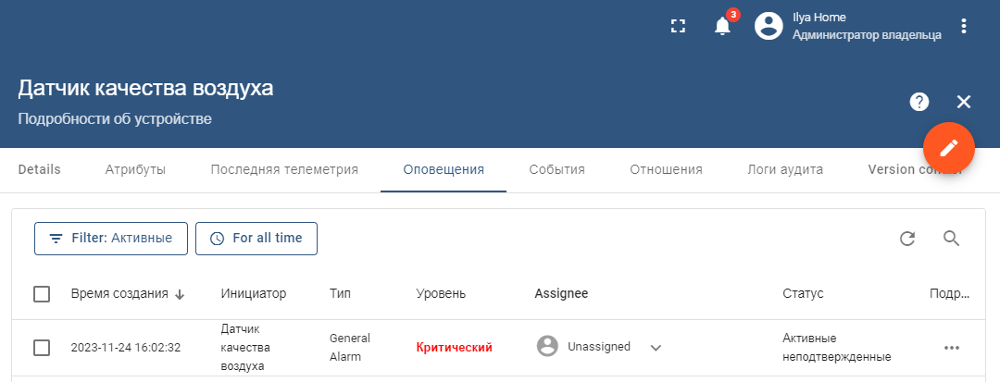 3
Ilya Home
Администратор владельца
Датчик качества воздуха
Подробности об устройстве
Details Атрибуты Последняя телеметрия Оповещения События Отношения Логи аудита Version
Filter: Активные For all time
Время создания Инициатор Тип Уровень Assignee Статус Подр...
2023-11-24 16:02:32 Датчик качества воздуха General Alarm Критический Unassigned Активные неподтвержденные